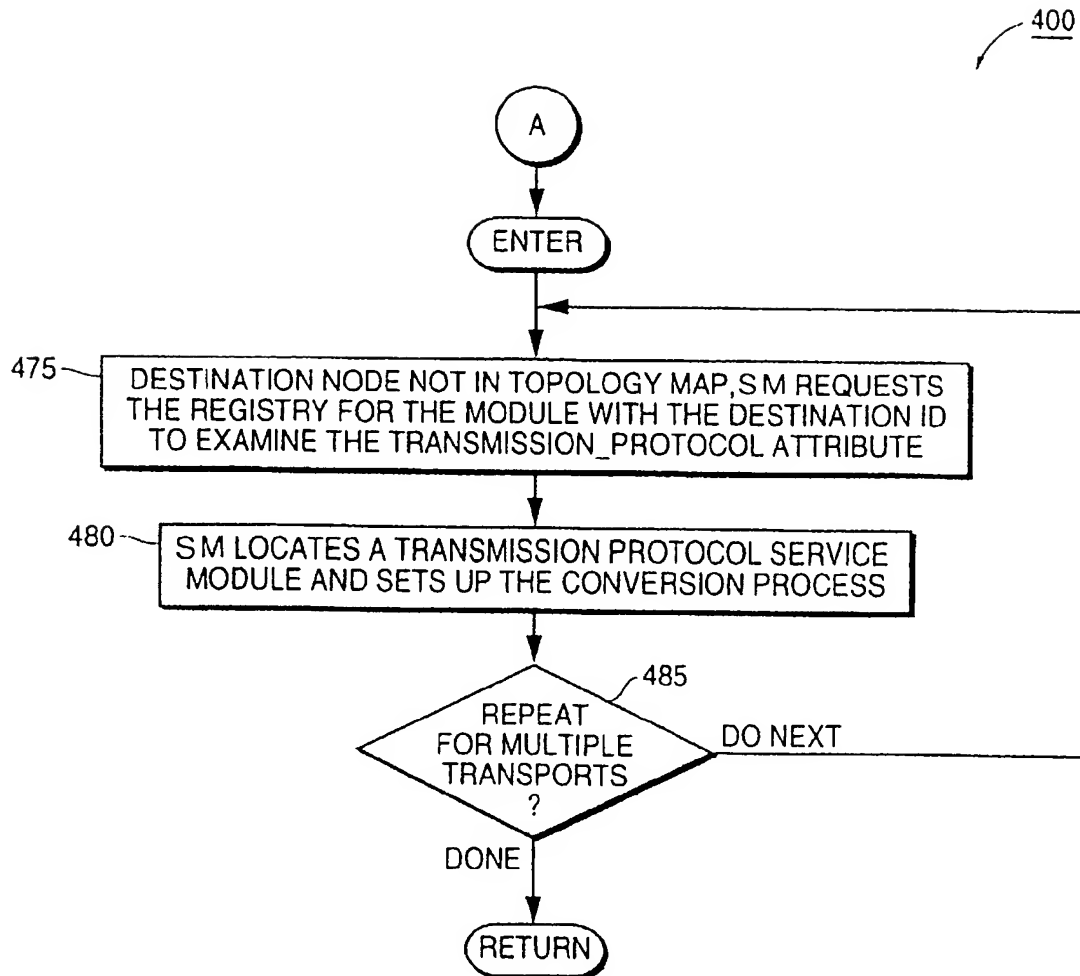 400
A
ENTER
475
DESTINATION NODE NOT IN TOPOLOGY MAP, SM REQUESTS
THE REGISTRY FOR THE MODULE WITH THE DESTINATION ID
TO EXAMINE THE TRANSMISSION_PROTOCOL ATTRIBUTE
480
SM LOCATES A TRANSMISSION PROTOCOL SERVICE
MODULE AND SETS UP THE CONVERSION PROCESS
485
REPEAT
FOR MULTIPLE
TRANSPORTS
?
DO NEXT
DONE
RETURN